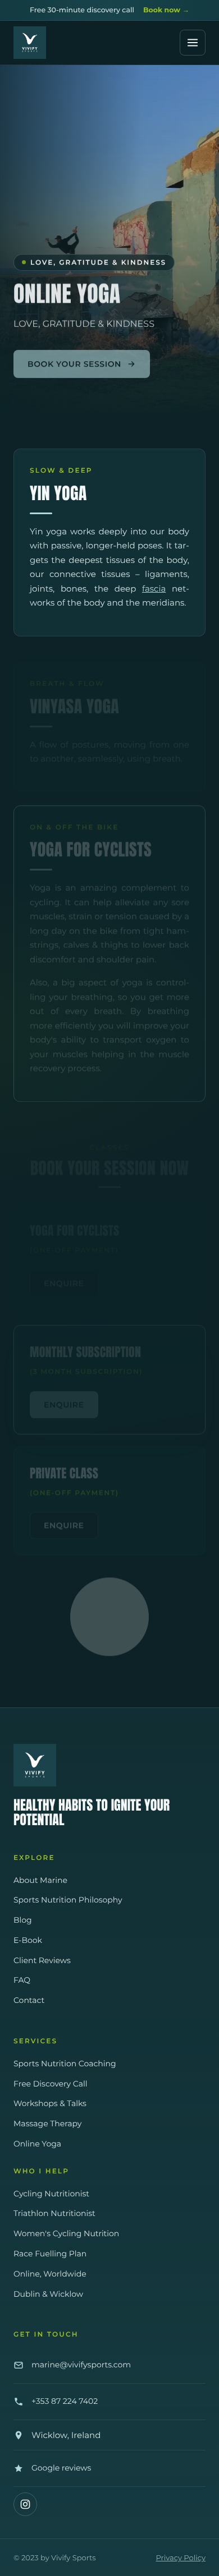 Free 30-minute discovery call Book now →
VIVIFY
SPORTS
LOVE, GRATITUDE & KINDNESS
ONLINE YOGA
LOVE, GRATITUDE & KINDNESS
BOOK YOUR SESSION →
SLOW & DEEP
YIN YOGA
Yin yoga works deeply into our body
with passive, longer-held poses. It tar-
gets the deepest tissues of the body,
our connective tissues – ligaments,
joints, bones, the deep fascia net-
works of the body and the meridians.
BREATH & FLOW
VINYASA YOGA
A flow of postures, moving from one
to another, seamlessly, using breath.
ON & OFF THE BIKE
YOGA FOR CYCLISTS
Yoga is an amazing complement to
cycling, it can help alleviate any sore
muscles, strain or tension caused by a
long day on the bike from tight ham-
strings, calves & thighs to lower back
discomfort and shoulder pain.
Also, a big aspect of yoga is control-
ling your breathing, so you get more
out of every breath. By breathing
more efficiently you will improve your
body's ability to transport oxygen to
your muscles helping in the muscle
recovery process.
BOOK YOUR SESSION NOW
YOGA FOR CYCLISTS
ENQUIRE
MONTHLY SUBSCRIPTION
(3 MONTH SUBSCRIPTION)
ENQUIRE
PRIVATE CLASS
(ONE-OFF PAYMENT)
ENQUIRE
VIVIFY
SPORTS
HEALTHY HABITS TO IGNITE YOUR
POTENTIAL
EXPLORE
About Marine
Sports Nutrition Philosophy
Blog
E-Book
Client Reviews
FAQ
Contact
SERVICES
Sports Nutrition Coaching
Free Discovery Call
Workshops & Talks
Massage Therapy
Online Yoga
WHO I HELP
Cycling Nutritionist
Triathlon Nutritionist
Women's Cycling Nutrition
Race Fuelling Plan
Online, Worldwide
Dublin & Wicklow
GET IN TOUCH
marine@vivifysports.com
+353 87 224 7402
Wicklow, Ireland
Google reviews
© 2023 by Vivify Sports Privacy Policy